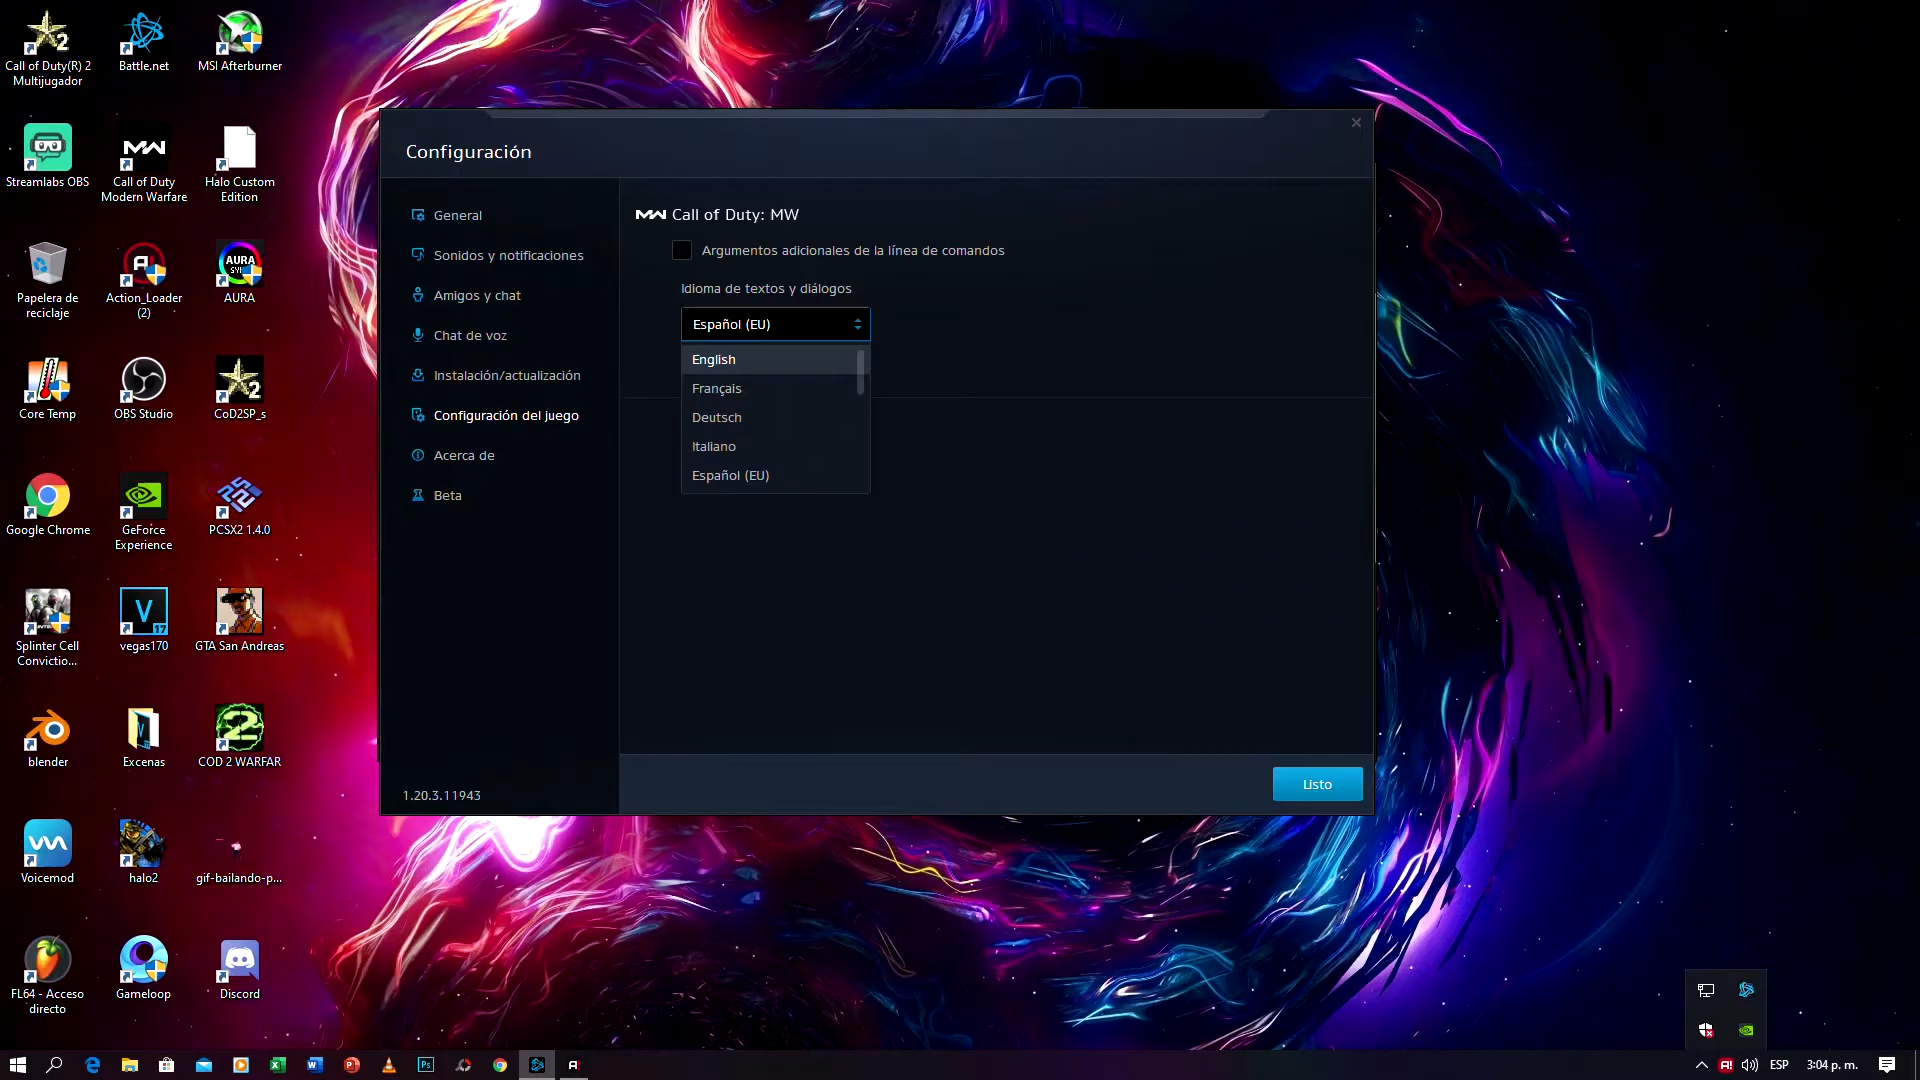 Call of Duty(R) 2
Multijugador
Battle.net
MSI Afterburner
Streamlabs OBS
Call of Duty
Modern Warfare
Halo Custom
Edition
Papelera de
reciclaje
Action_Loader
(2)
AURA
Core Temp
OBS Studio
CoD2SP_s
Google Chrome
GeForce
Experience
PCSX2 1.4.0
Splinter Cell
Convictio...
vegas170
GTA San Andreas
blender
Excenas
COD 2 WARFAR
Voicemod
halo2
gif-bailando-p...
FL64 - Acceso
directo
Gameloop
Discord
Configuración
General
Sonidos y notificaciones
Amigos y chat
Chat de voz
Instalación/actualización
Configuración del juego
Acerca de
Beta
1.20.3.11943
MW Call of Duty: MW
Argumentos adicionales de la línea de comandos
Idioma de textos y diálogos
Español (EU)
English
Français
Deutsch
Italiano
Español (EU)
Listo
ESP
3:04 p. m.